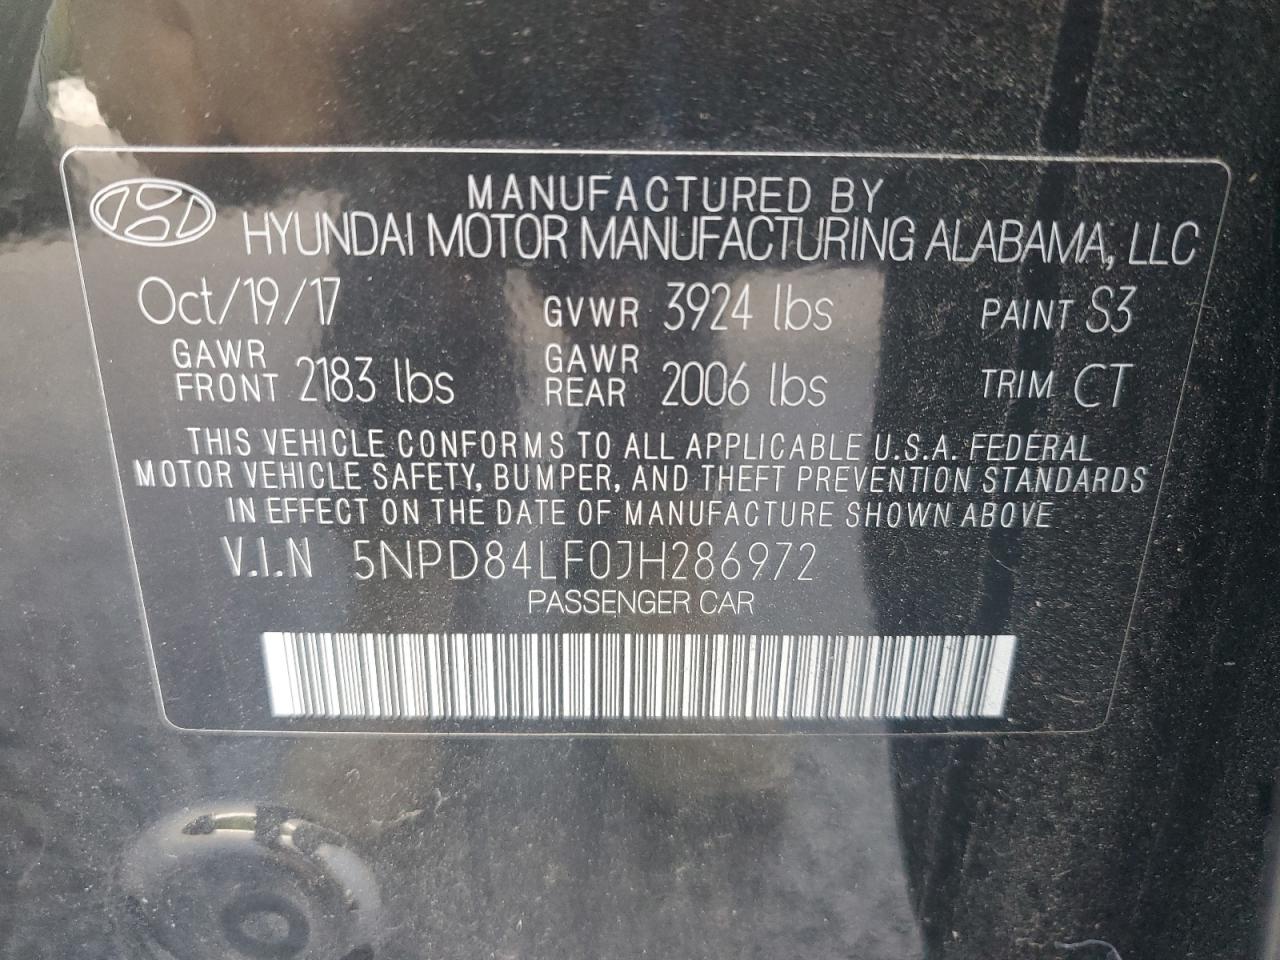 MANUFACTURED BY
HYUNDAI MOTOR MANUFACTURING ALABAMA, LLC
Oct/19/17 GVWR 3924 lbs PAINT S3
GAWR FRONT 2183 lbs GAWR REAR 2006 lbs TRIM CT
THIS VEHICLE CONFORMS TO ALL APPLICABLE U.S.A. FEDERAL
MOTOR VEHICLE SAFETY, BUMPER, AND THEFT PREVENTION STANDARDS
IN EFFECT ON THE DATE OF MANUFACTURE SHOWN ABOVE
V.I.N 5NPD84LF0JH286972
PASSENGER CAR